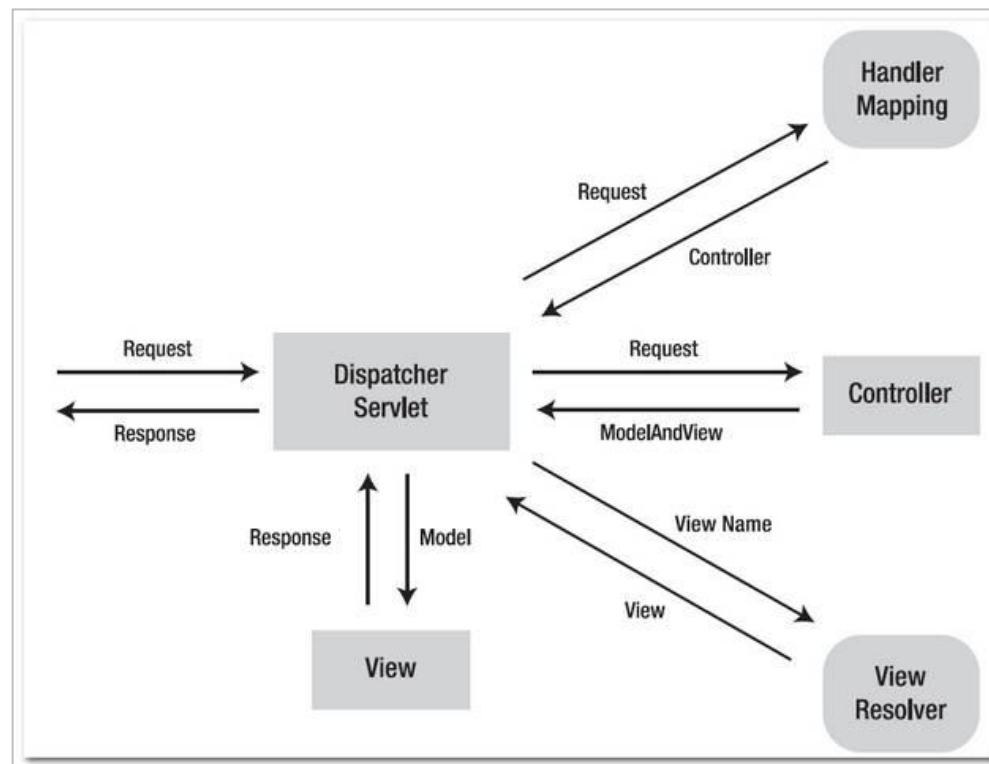 Handler
Mapping
Request
Controller
Request
Response
Dispatcher
Servlet
Request
ModelAndView
Controller
Response
Model
View Name
View
View
View
Resolver